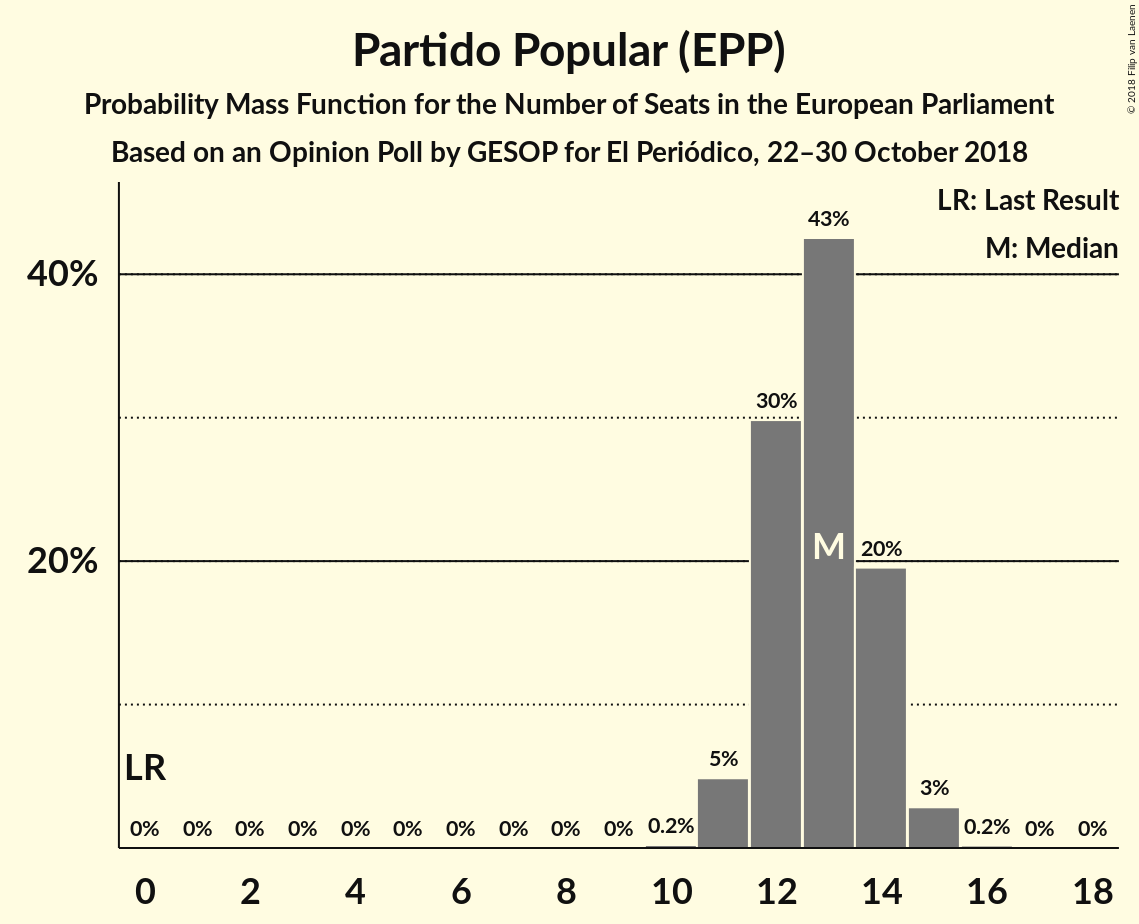 Partido Popular (EPP)
Probability Mass Function for the Number of Seats in the European Parliament
Based on an Opinion Poll by GESOP for El Periódico, 22–30 October 2018
© 2018 Filip van Laenen
LR: Last Result
M: Median
43%
40%
30%
M
20%
20%
5%
LR
3%
0% 0% 0% 0% 0% 0% 0% 0% 0% 0% 0.2% 0.2% 0% 0%
0 2 4 6 8 10 12 14 16 18